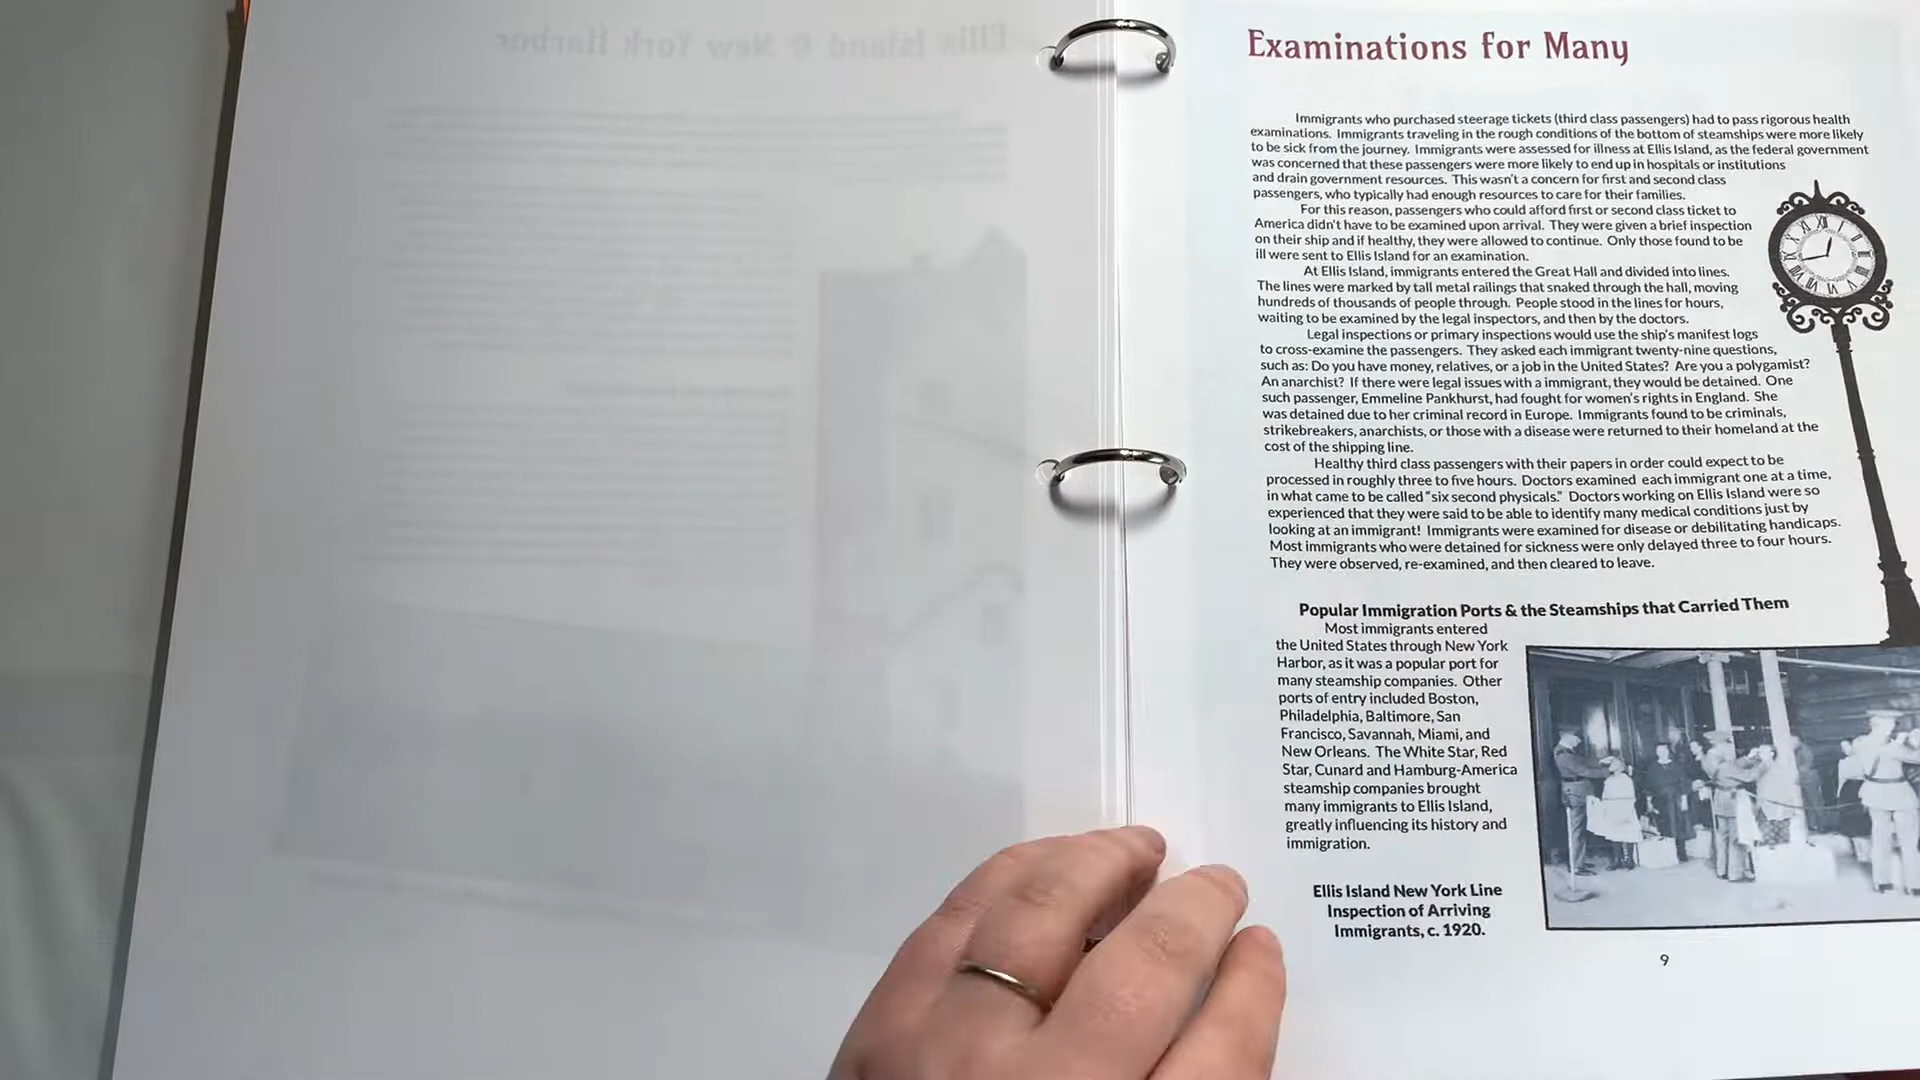 Ellis Island & New York Harbor
Examinations for Many
Immigrants who purchased steerage tickets (third class passengers) had to pass rigorous health
examinations. Immigrants traveling in the rough conditions of the bottom of steamships were more likely
to be sick from the journey. Immigrants were assessed for illness at Ellis Island, as the federal government
was concerned that these passengers were more likely to end up in hospitals or institutions
and drain government resources. This wasn't a concern for first and second class
passengers, who typically had enough resources to care for their families.
For this reason, passengers who could afford first or second class ticket to
America didn't have to be examined upon arrival. They were given a brief inspection
on their ship and if healthy, they were allowed to continue. Only those found to be
ill were sent to Ellis Island for an examination.
At Ellis Island, immigrants entered the Great Hall and divided into lines.
The lines were marked by tall metal railings that snaked through the hall, moving
hundreds of thousands of people through. People stood in the lines for hours,
waiting to be examined by the legal inspectors, and then by the doctors.
Legal inspections or primary inspections would use the ship's manifest logs
to cross-examine the passengers. They asked each immigrant twenty-nine questions,
such as: Do you have money, relatives, or a job in the United States? Are you a polygamist?
An anarchist? If there were legal issues with a immigrant, they would be detained. One
such passenger, Emmeline Pankhurst, had fought for women's rights in England. She
was detained due to her criminal record in Europe. Immigrants found to be criminals,
strikebreakers, anarchists, or those with a disease were returned to their homeland at the
cost of the shipping line.
Healthy third class passengers with their papers in order could expect to be
processed in roughly three to five hours. Doctors examined each immigrant one at a time,
in what came to be called "six second physicals." Doctors working on Ellis Island were so
experienced that they were said to be able to identify many medical conditions just by
looking at an immigrant! Immigrants were examined for disease or debilitating handicaps.
Most immigrants who were detained for sickness were only delayed three to four hours.
They were observed, re-examined, and then cleared to leave.
Popular Immigration Ports & the Steamships that Carried Them
Most immigrants entered
the United States through New York
Harbor, as it was a popular port for
many steamship companies. Other
ports of entry included Boston,
Philadelphia, Baltimore, San
Francisco, Savannah, Miami, and
New Orleans. The White Star, Red
Star, Cunard and Hamburg-America
steamship companies brought
many immigrants to Ellis Island,
greatly influencing its history and
immigration.
Ellis Island New York Line
Inspection of Arriving
Immigrants, c. 1920.
9